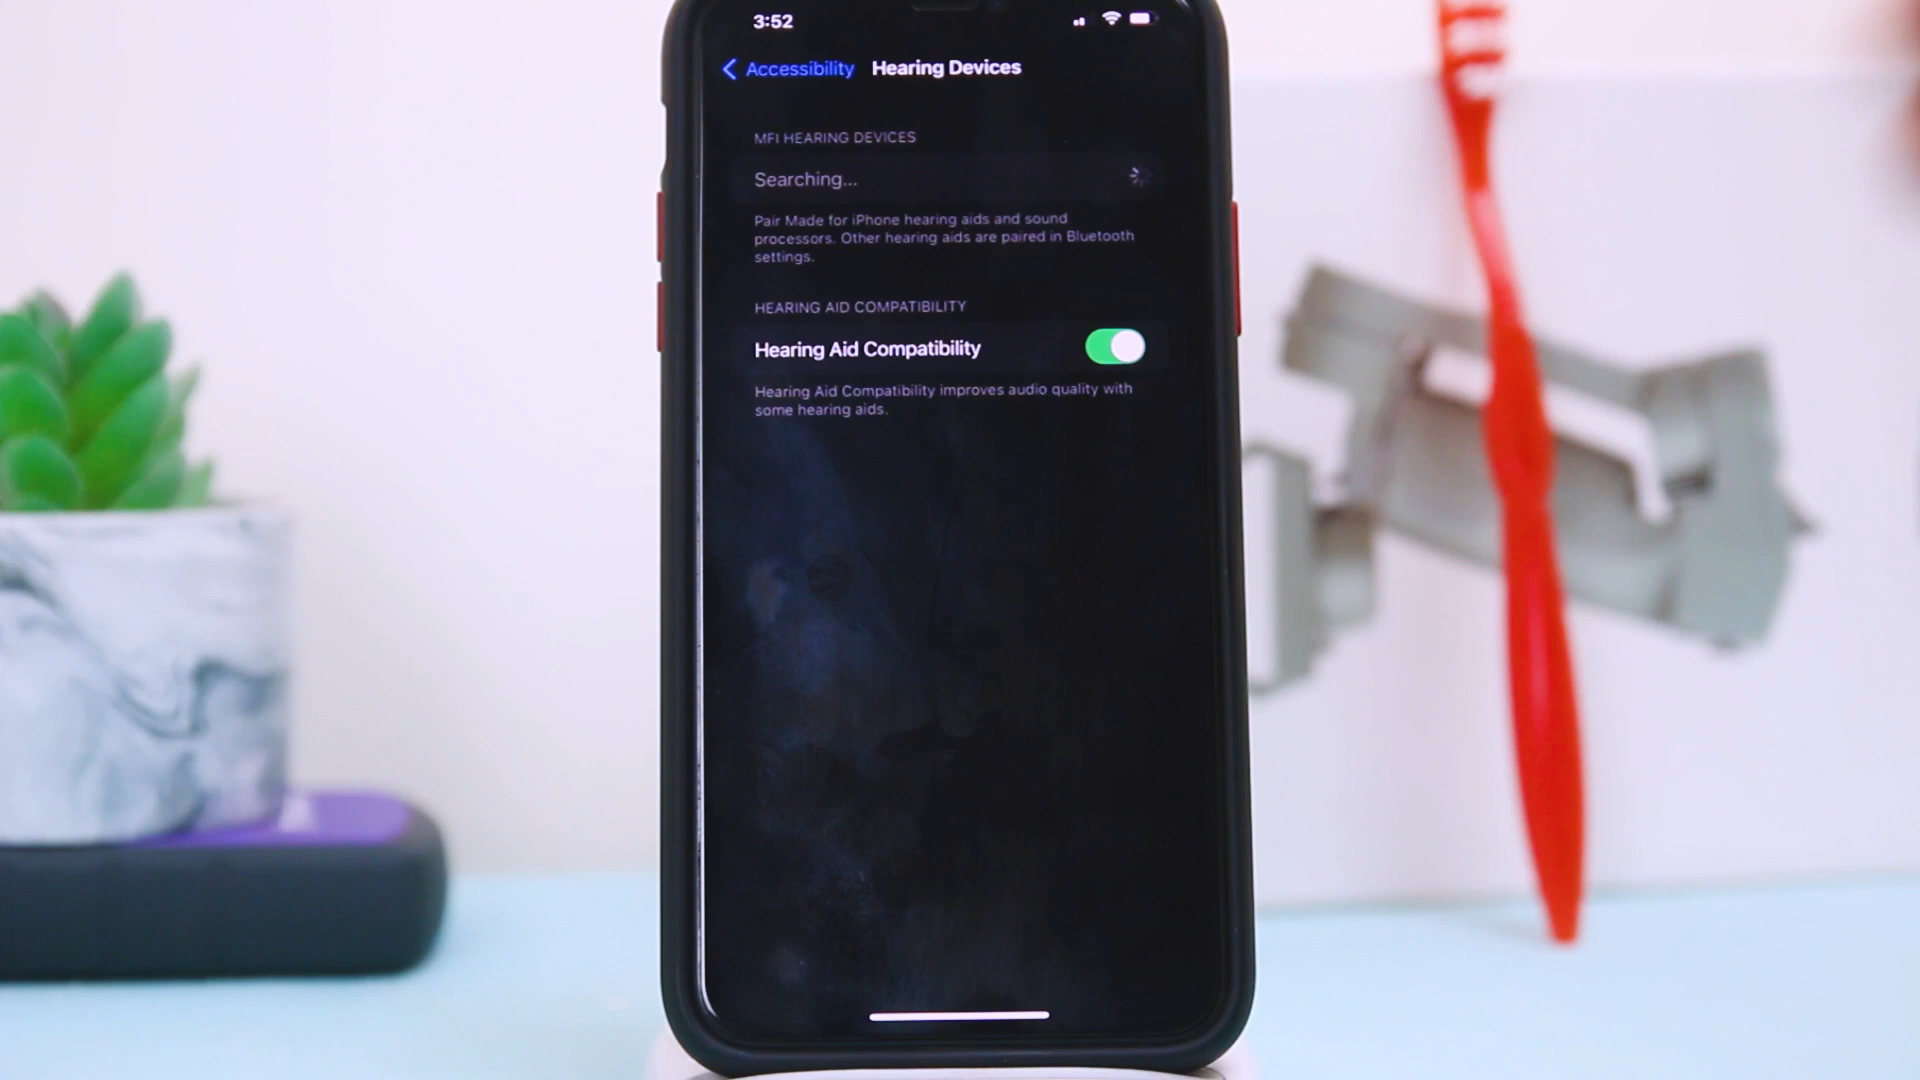 3:52
Accessibility Hearing Devices
MFI HEARING DEVICES
Searching...
Pair Made for iPhone hearing aids and sound
processors. Other hearing aids are paired in Bluetooth
settings.
HEARING AID COMPATIBILITY
Hearing Aid Compatibility
Hearing Aid Compatibility improves audio quality with
some hearing aids.